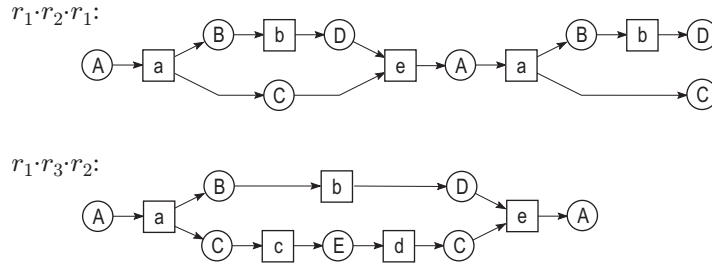 r₁·r₂·r₁:
B b D B b D
A a e A a
C C
r₁·r₃·r₂:
B b D
A a e A
C c E d C